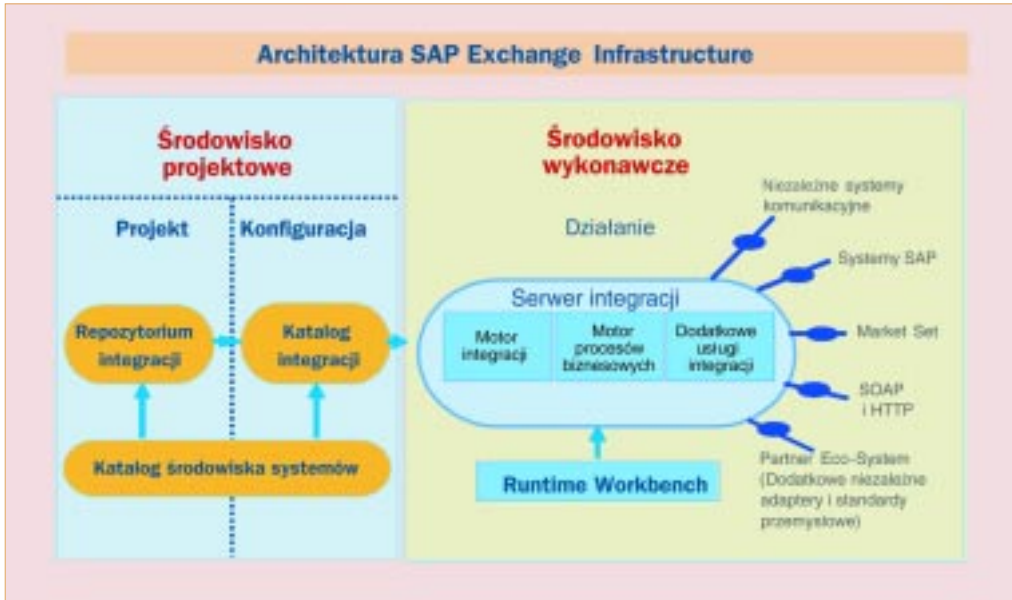 Architektura SAP Exchange Infrastructure
Środowisko
projektowe
Projekt
Konfiguracja
Repozytorium
integracji
Katalog
integracji
Katalog środowiska systemów
Środowisko
wykonawcze
Działanie
Serwer integracji
Motor
integracji
Motor
procesów
biznesowych
Dodatkowe
usługi
integracji
Runtime Workbench
Niezależne systemy
komunikacyjne
Systemy SAP
Market Set
SOAP
i HTTP
Partner Eco-System
(Dodatkowe niezależne
adaptery i standardy
przemysłowe)